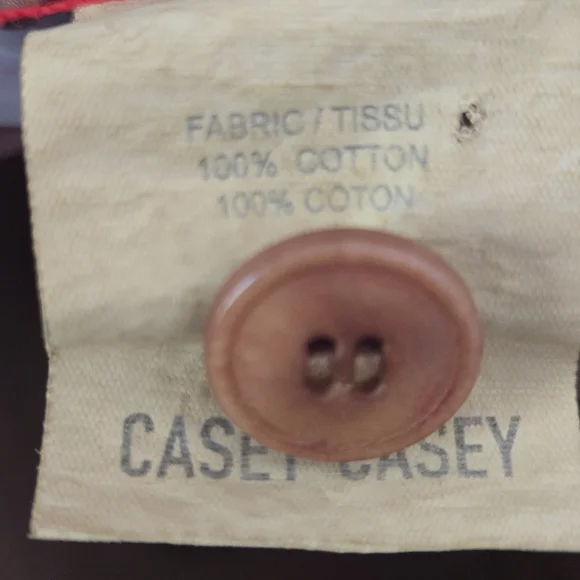 FABRIC / TISSU
100% COTTON
100% COTON
CASEY CASEY